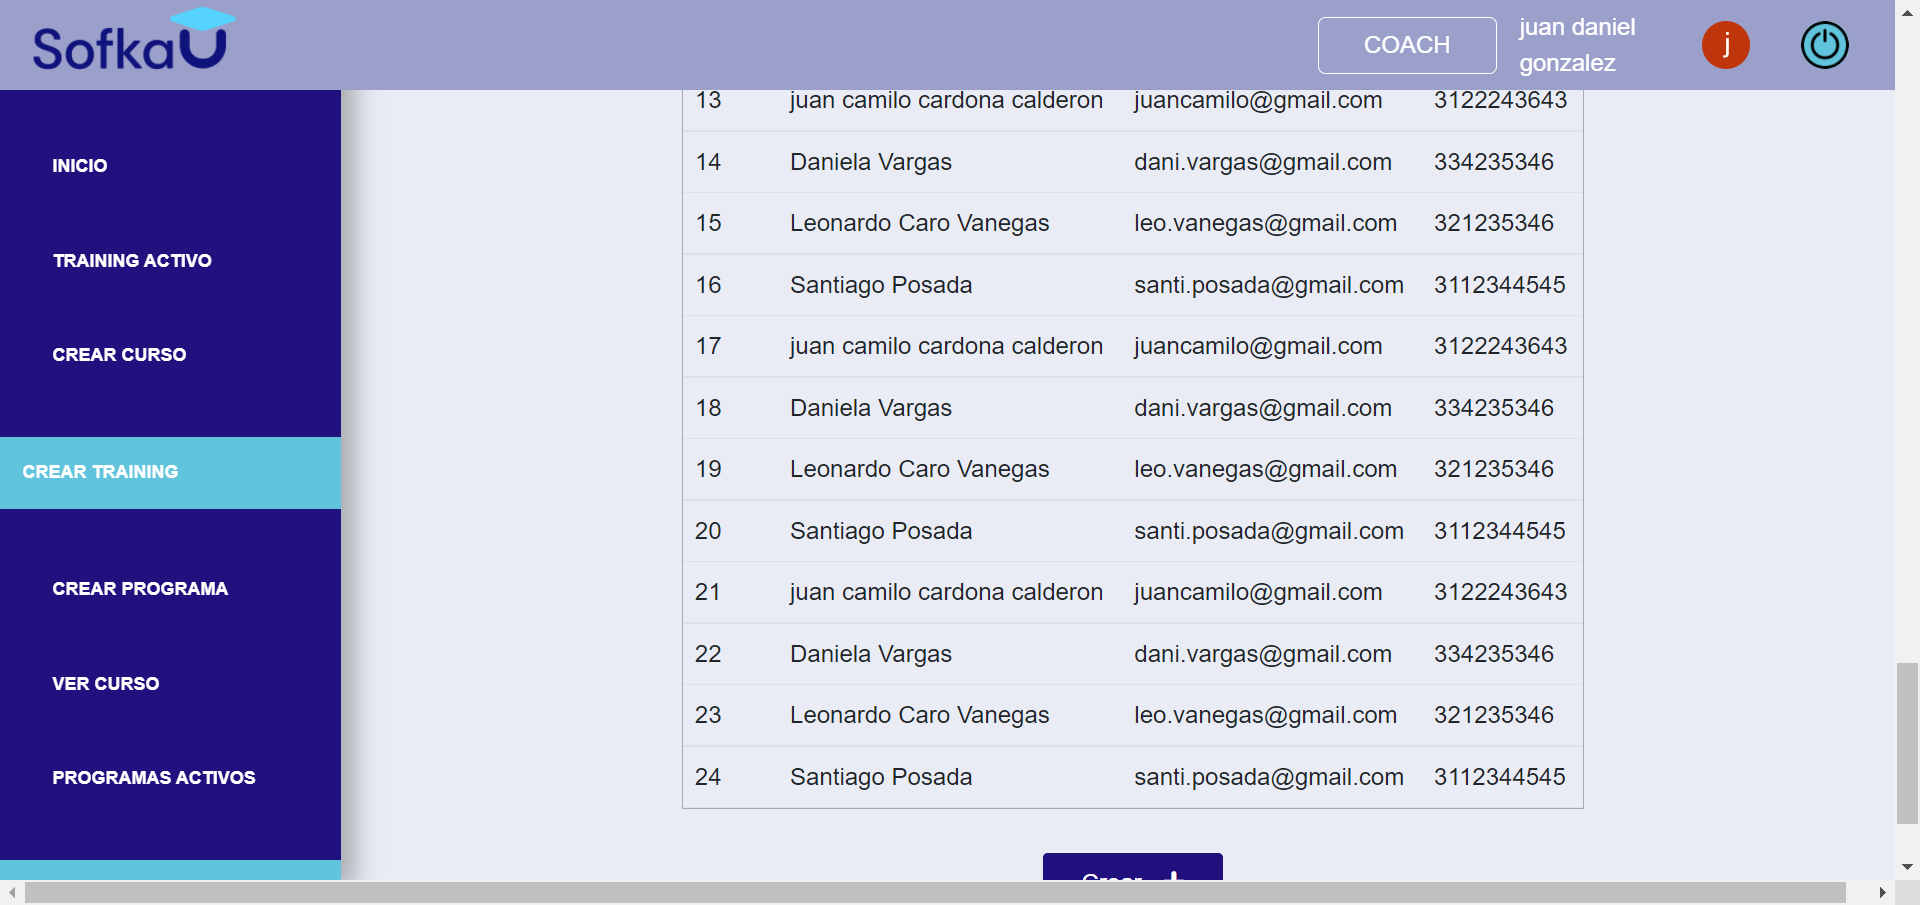 SofkaU
COACH
juan daniel
gonzalez
j
INICIO
TRAINING ACTIVO
CREAR CURSO
CREAR TRAINING
CREAR PROGRAMA
VER CURSO
PROGRAMAS ACTIVOS
13 juan camilo cardona calderon juancamilo@gmail.com 3122243643
14 Daniela Vargas dani.vargas@gmail.com 334235346
15 Leonardo Caro Vanegas leo.vanegas@gmail.com 321235346
16 Santiago Posada santi.posada@gmail.com 3112344545
17 juan camilo cardona calderon juancamilo@gmail.com 3122243643
18 Daniela Vargas dani.vargas@gmail.com 334235346
19 Leonardo Caro Vanegas leo.vanegas@gmail.com 321235346
20 Santiago Posada santi.posada@gmail.com 3112344545
21 juan camilo cardona calderon juancamilo@gmail.com 3122243643
22 Daniela Vargas dani.vargas@gmail.com 334235346
23 Leonardo Caro Vanegas leo.vanegas@gmail.com 321235346
24 Santiago Posada santi.posada@gmail.com 3112344545
Crear +